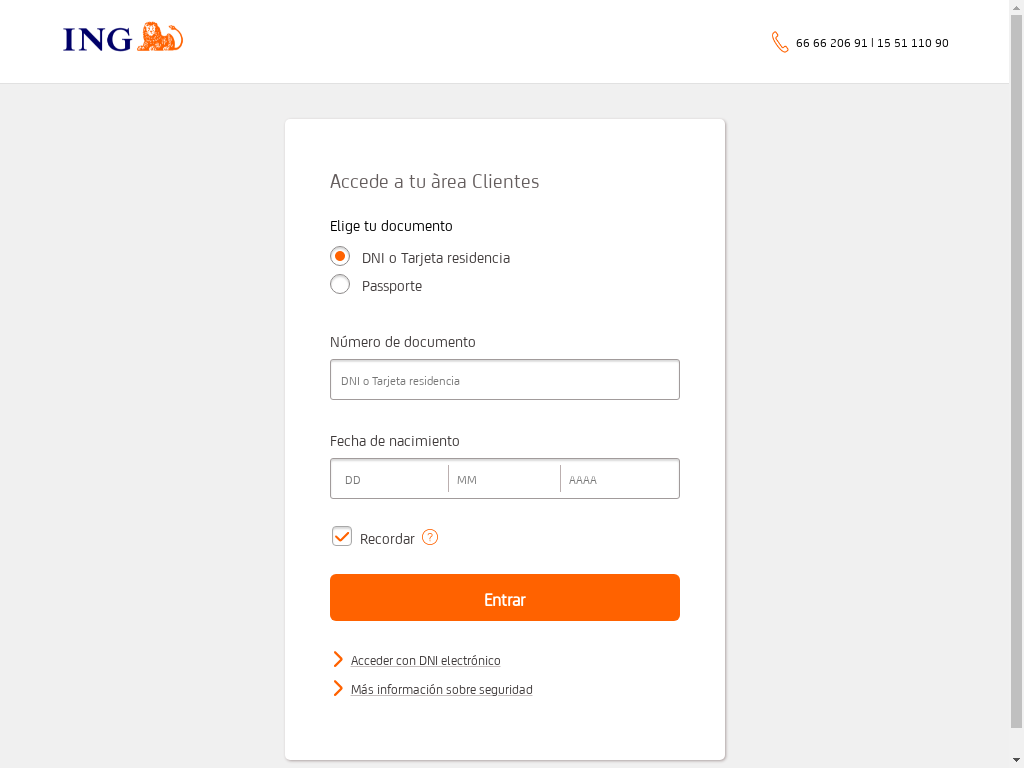 ING
66 66 206 91 | 15 51 110 90
Accede a tu àrea Clientes
Elige tu documento
DNI o Tarjeta residencia
Passporte
Número de documento
DNI o Tarjeta residencia
Fecha de nacimiento
DD MM AAAA
Recordar ?
Entrar
Acceder con DNI electrónico
Más información sobre seguridad